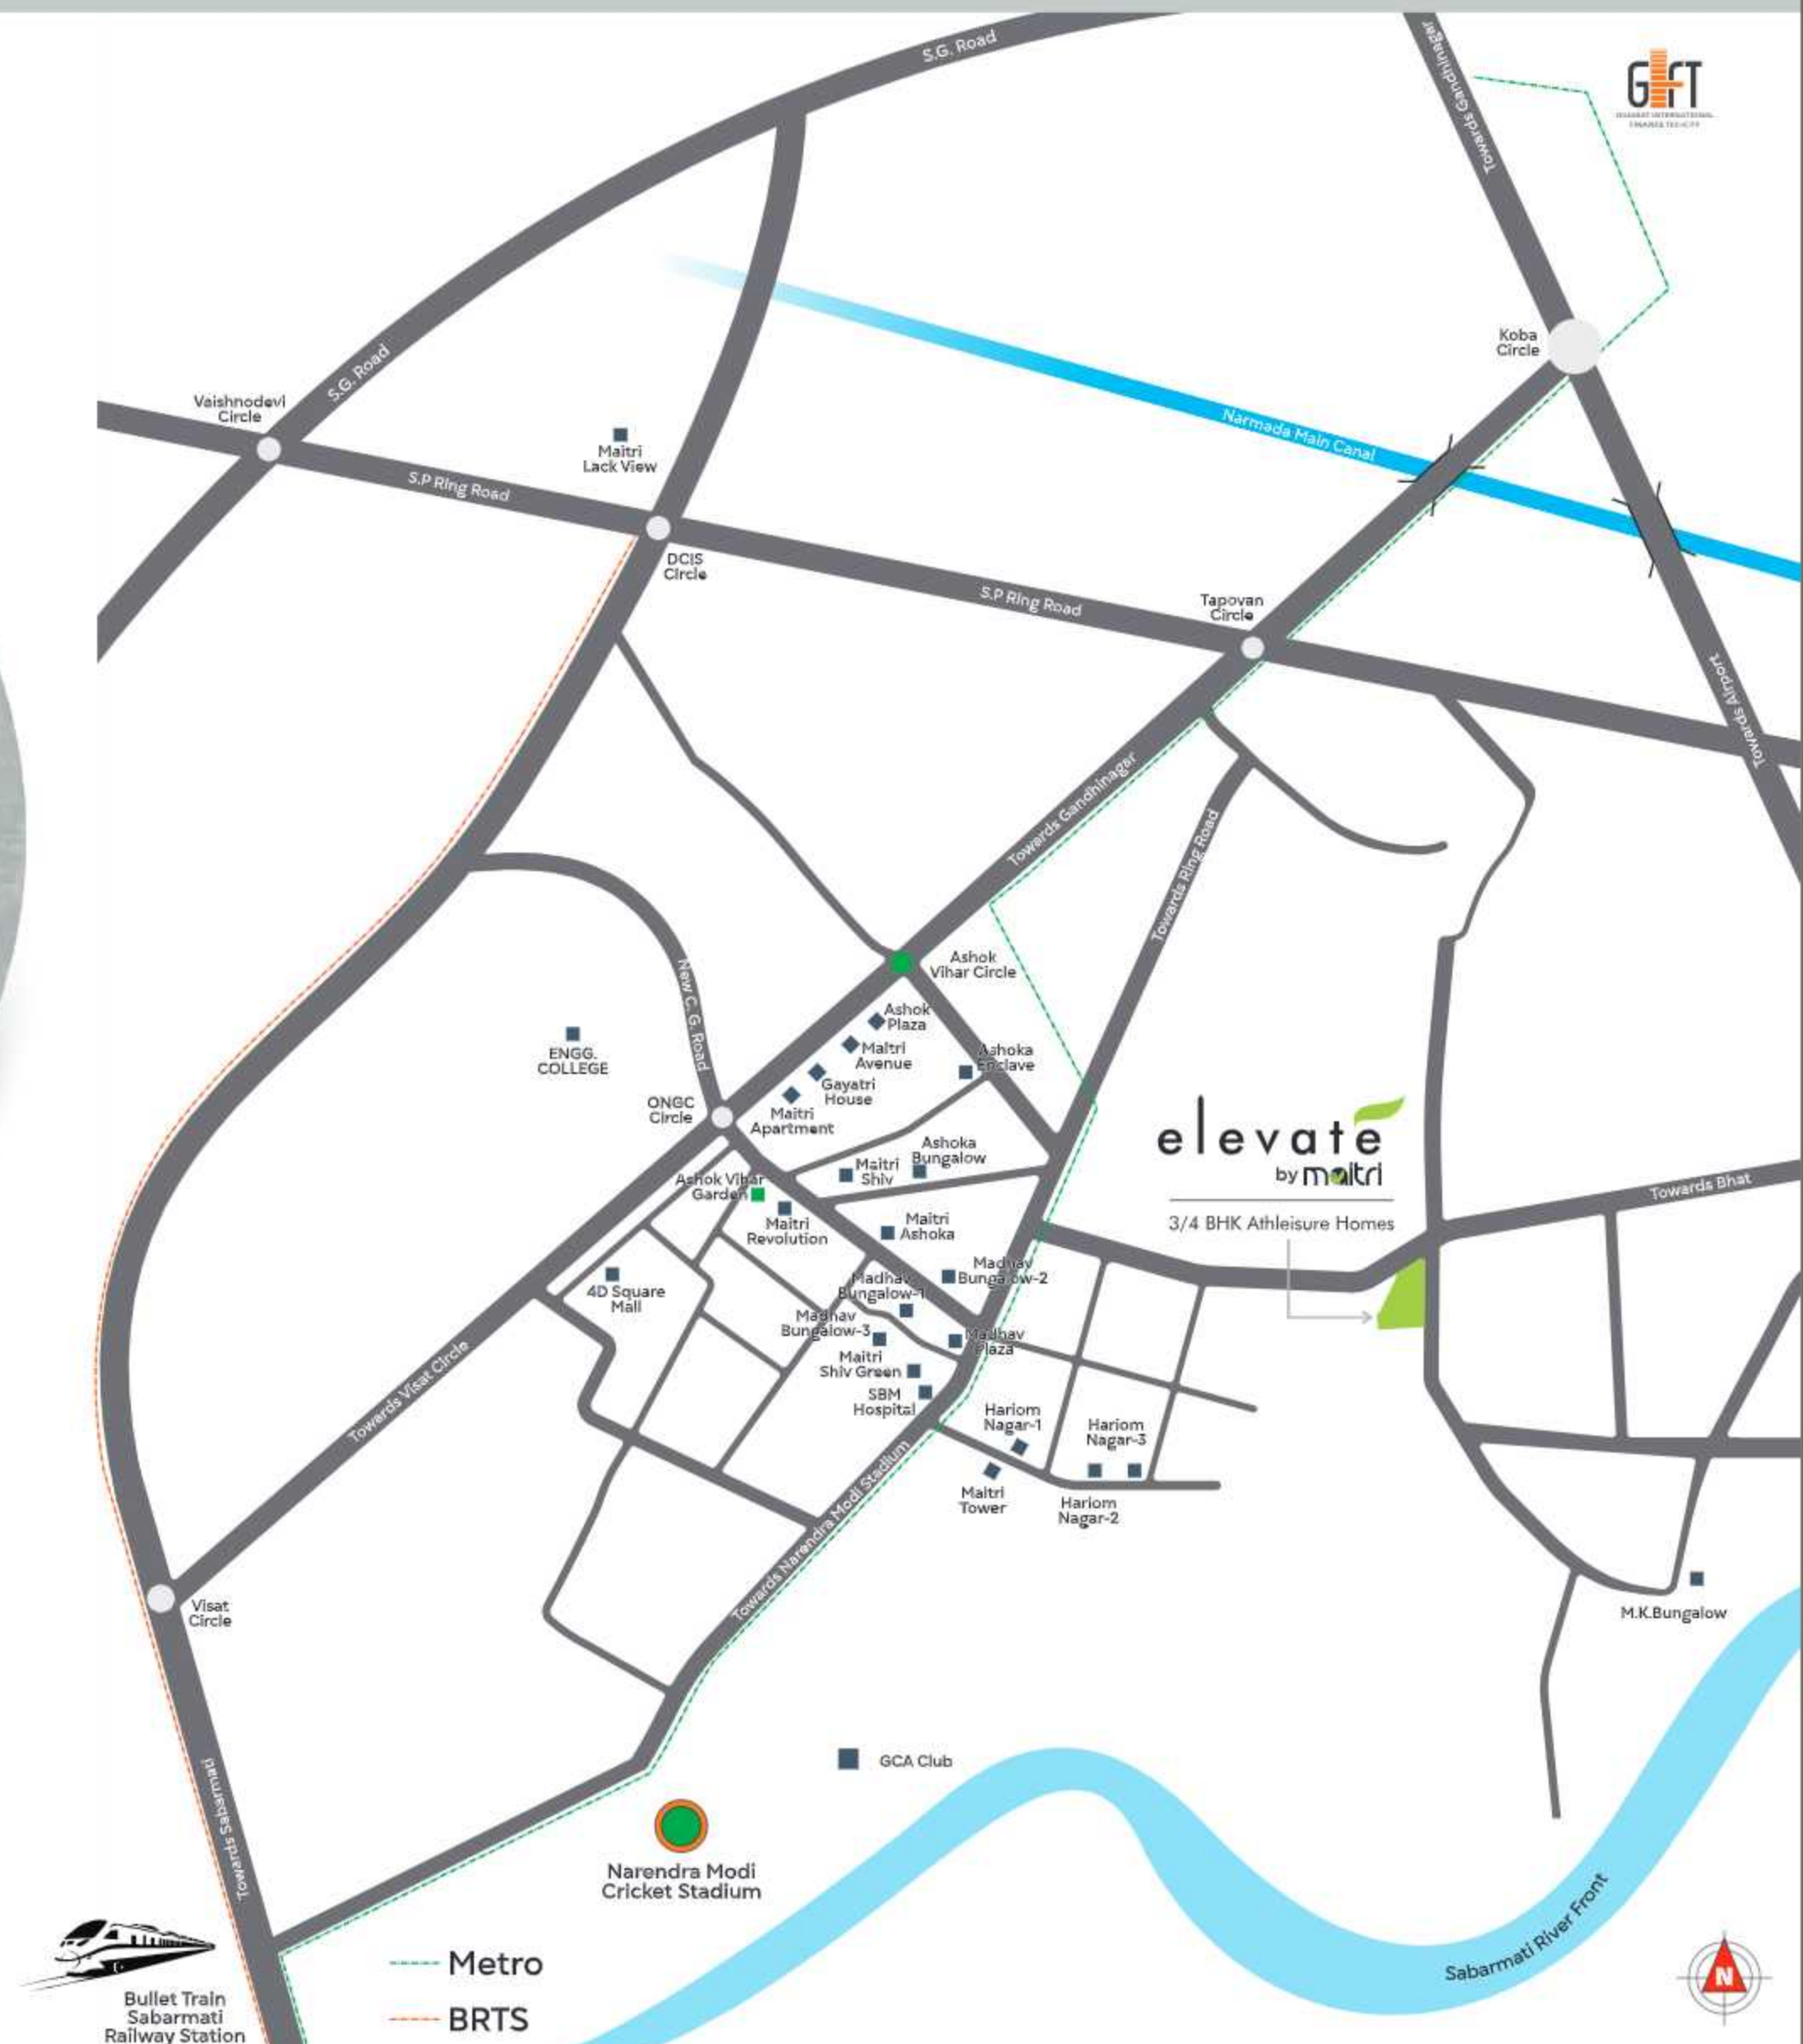 S.G. Road
Towards Gandhinagar
GIFT
GUJARAT INTERNATIONAL
FINANCE TEC-CITY
Koba
Circle
S.G. Road
Vaishnodevi
Circle
Narmada Main Canal
Maitri
Lack View
S.P Ring Road
DCIS
Circle
S.P Ring Road
Tapovan
Circle
Towards Airport
Towards Gandhinagar
Towards Ring Road
Ashok
Vihar Circle
New C. G. Road
Ashok
Plaza
Maitri
Avenue
Gayatri
House
Maitri
Apartment
Ashoka
Enclave
ENGG.
COLLEGE
ONGC
Circle
elevate
by maitri
3/4 BHK Athleisure Homes
Ashoka
Bungalow
Maitri
Shiv
Ashok Vihar
Garden
Towards Bhat
Maitri
Revolution
Maitri
Ashoka
Madhav
Bungalow-2
Madhav
Bungalow-1
4D Square
Mall
Madhav
Bungalow-3
Madhav
Plaza
Maitri
Shiv Green
SBM
Hospital
Towards Visat Circle
Hariom
Nagar-1
Hariom
Nagar-3
Maitri
Tower
Hariom
Nagar-2
Towards Narendra Modi Stadium
Visat
Circle
M.K.Bungalow
Towards Sabarmati
GCA Club
Narendra Modi
Cricket Stadium
Sabarmati River Front
Metro
BRTS
Bullet Train
Sabarmati
Railway Station
N